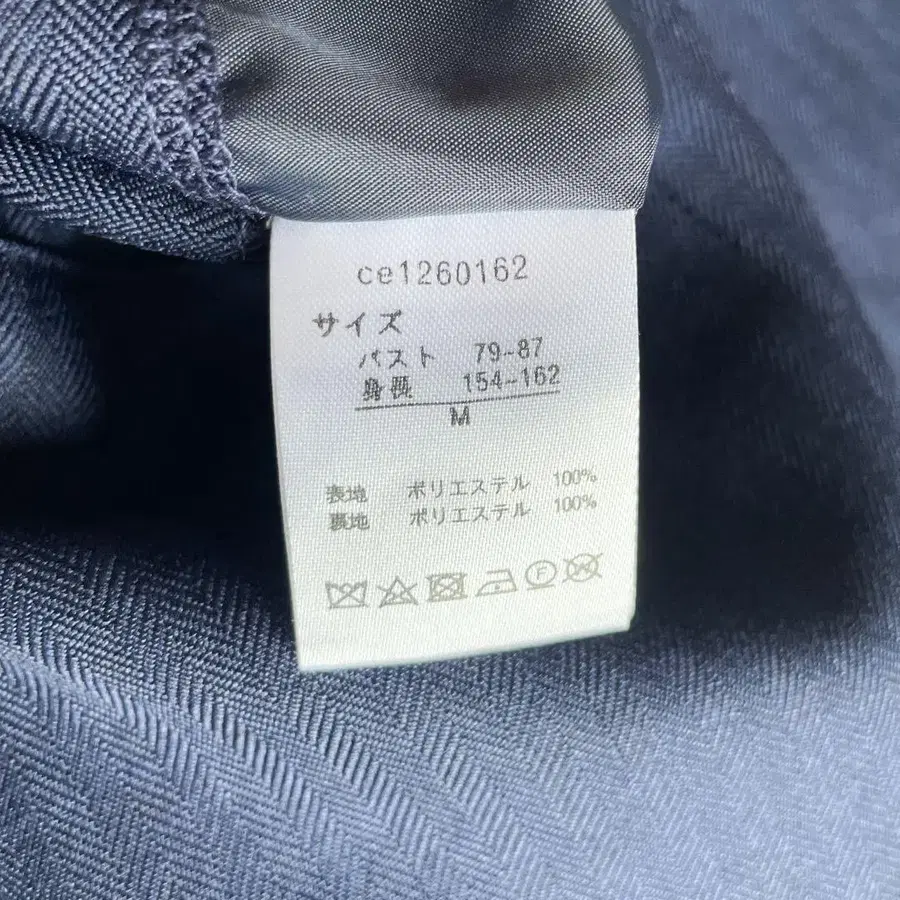 ce1260162
サイズ
バスト 79-87
身長 154-162
M
表地 ポリエステル 100%
裏地 ポリエステル 100%
F W